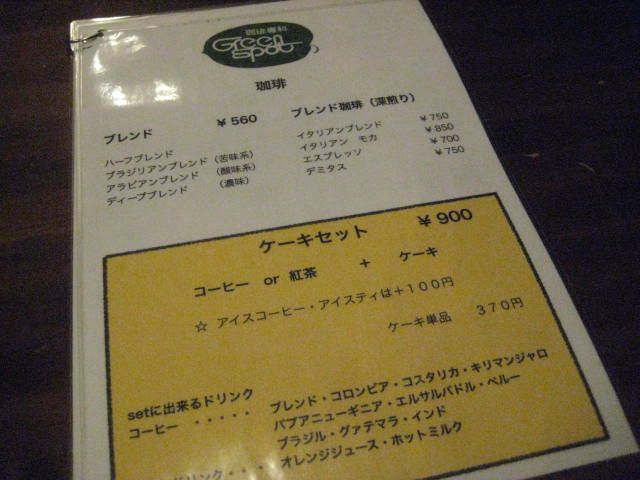 珈琲専科
Green
Spot
珈琲
ブレンド ￥560
ハーフブレンド
ブラジリアンブレンド（苦味系）
アラビアンブレンド （酸味系）
ディープブレンド （濃味）
ブレンド珈琲（深煎り）
イタリアンブレンド ￥750
イタリアン モカ ￥850
エスプレッソ ￥700
デミタス ￥750
ケーキセット ￥900
コーヒー or 紅茶 ＋ ケーキ
☆ アイスコーヒー・アイスティは＋１００円
ケーキ単品 ３７０円
setに出来るドリンク
コーヒー ・・・・・ ブレンド・コロンビア・コスタリカ・キリマンジャロ
パプアニューギニア・エルサルバドル・ペルー
ブラジル・グァテマラ・インド
ドリンク・・・・ オレンジジュース・ホットミルク